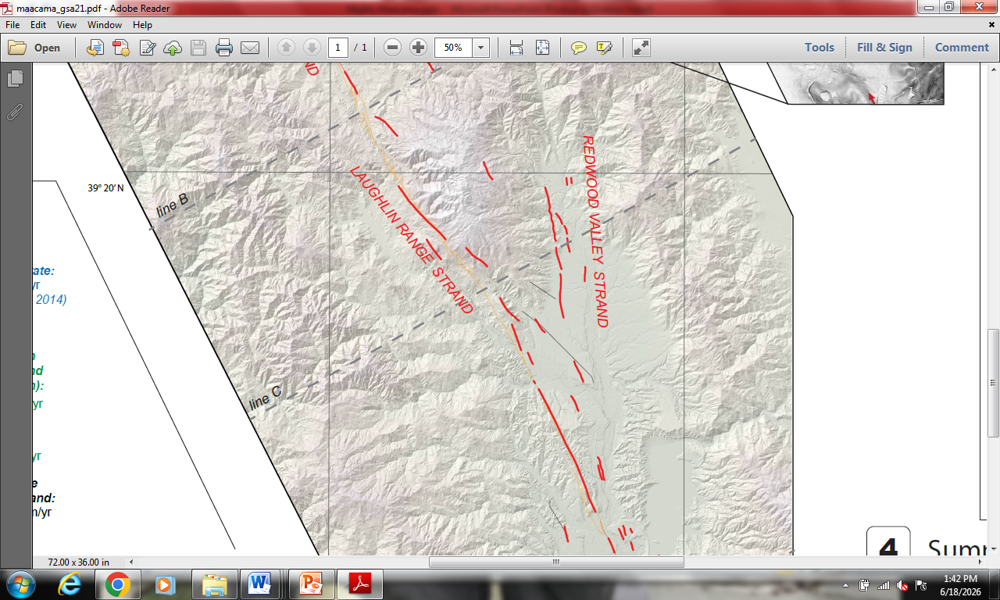 maacama_gsa21.pdf - Adobe Reader
File Edit View Window Help
Open
1 / 1
50%
Tools
Fill & Sign
Comment
ND
REDWOOD VALLEY STRAND
LAUGHLIN RANGE STRAND
39° 20' N
line B
line C
ate:
yr
2014)
n
nd
n):
yr
yr
e
and:
n/yr
4 Sum
72.00 x 36.00 in
1:42 PM
6/18/2026